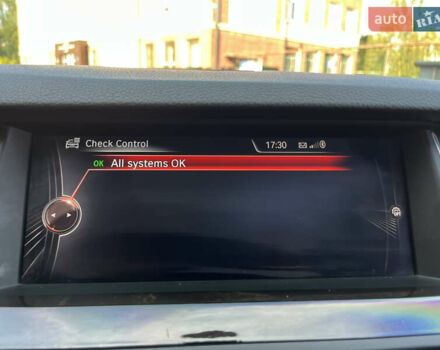 auto RIA
Check Control
17:30
OK All systems OK